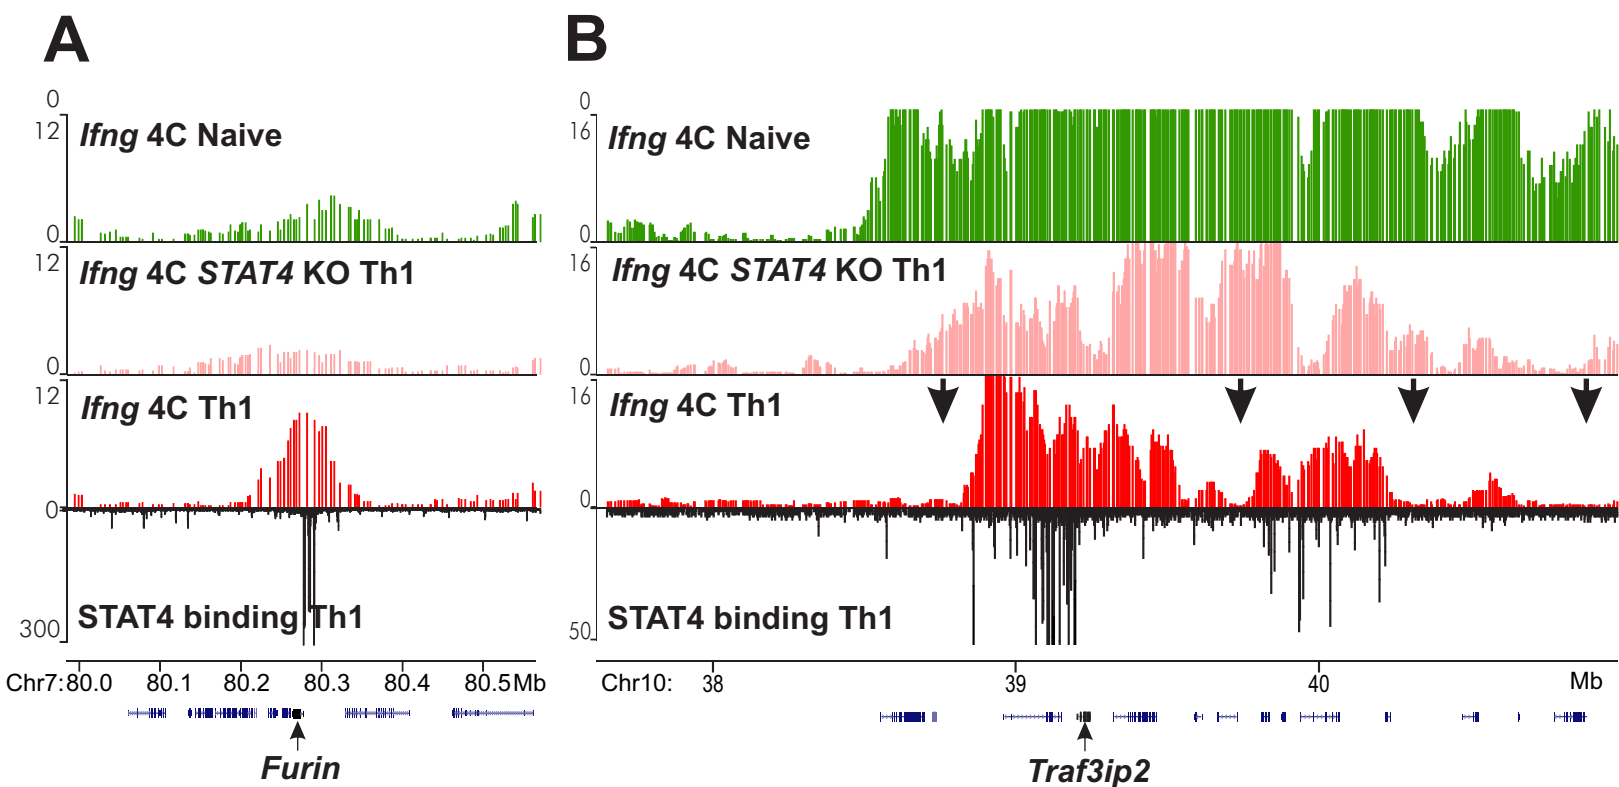 A
0
12
Ifng 4C Naive
0
12
Ifng 4C STAT4 KO Th1
0
12
Ifng 4C Th1
0
STAT4 binding Th1
300
Chr7: 80.0 80.1 80.2 80.3 80.4 80.5 Mb
Furin
B
0
16
Ifng 4C Naive
0
16
Ifng 4C STAT4 KO Th1
0
16
Ifng 4C Th1
0
STAT4 binding Th1
50
Chr10: 38 39 40 Mb
Traf3ip2